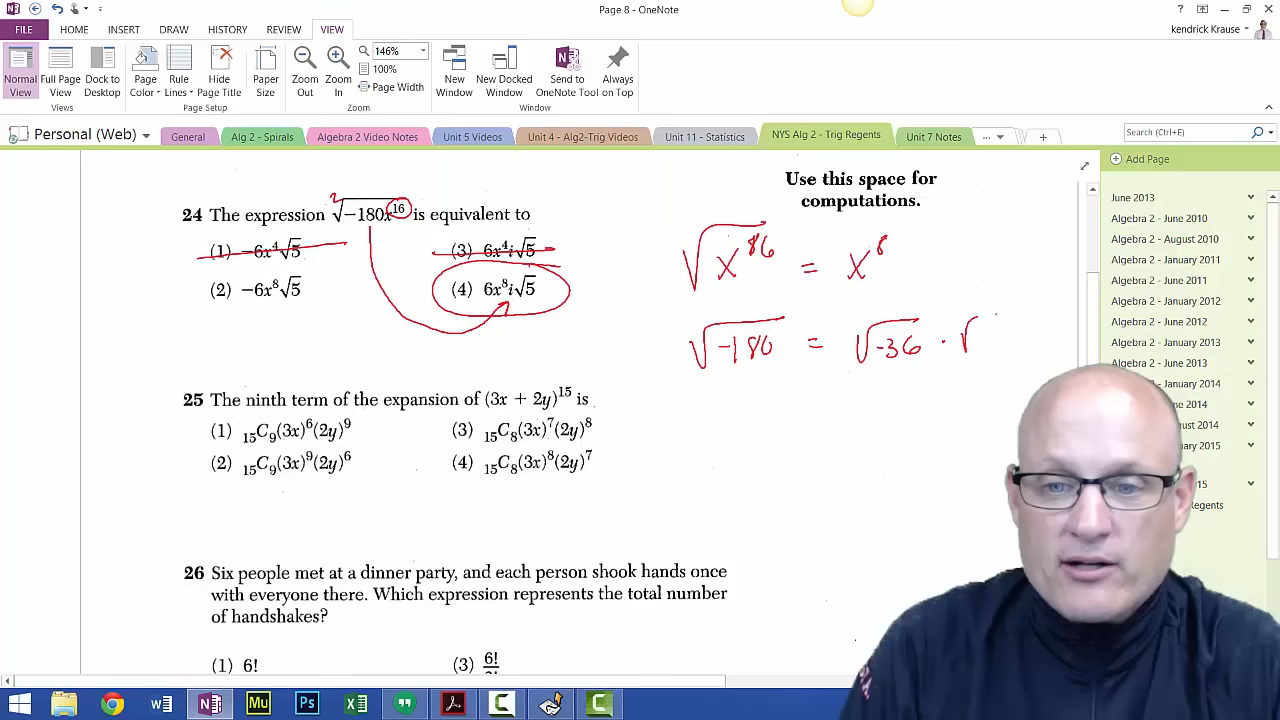 Page 8 - OneNote
FILE HOME INSERT DRAW HISTORY REVIEW VIEW
kendrick Krause
Normal View
Full Page View
Dock to Desktop
Page Color
Rule Lines
Hide Page Title
Paper Size
Zoom Out
Zoom In
146%
100%
Page Width
New Window
New Docked Window
Send to OneNote Tool
Always on Top
Views Page Setup Zoom Window
Personal (Web)
General Alg 2 - Spirals Algebra 2 Video Notes Unit 5 Videos Unit 4 - Alg2-Trig Videos Unit 11 - Statistics NYS Alg 2 - Trig Regents Unit 7 Notes ...
Search (Ctrl+E)
Add Page
June 2013
Algebra 2 - June 2010
Algebra 2 - August 2010
Algebra 2 - January 2011
Algebra 2 - June 2011
Algebra 2 - January 2012
Algebra 2 - June 2012
Algebra 2 - January 2013
Algebra 2 - June 2013
- January 2014
ne 2014
ugust 2014
nuary 2015
15
egents
Use this space for
computations.
24 The expression ²√−180x¹⁶ is equivalent to
(1) −6x⁴√5 (3) 6x⁴i√5
(2) −6x⁸√5 (4) 6x⁸i√5
√x = x⁸
√-180 = √-36 · √
25 The ninth term of the expansion of (3x + 2y)¹⁵ is
(1) ₁₅C₉(3x)⁶(2y)⁹ (3) ₁₅C₈(3x)⁷(2y)⁸
(2) ₁₅C₉(3x)⁹(2y)⁶ (4) ₁₅C₈(3x)⁸(2y)⁷
26 Six people met at a dinner party, and each person shook hands once
with everyone there. Which expression represents the total number
of handshakes?
(1) 6! (3) 6!